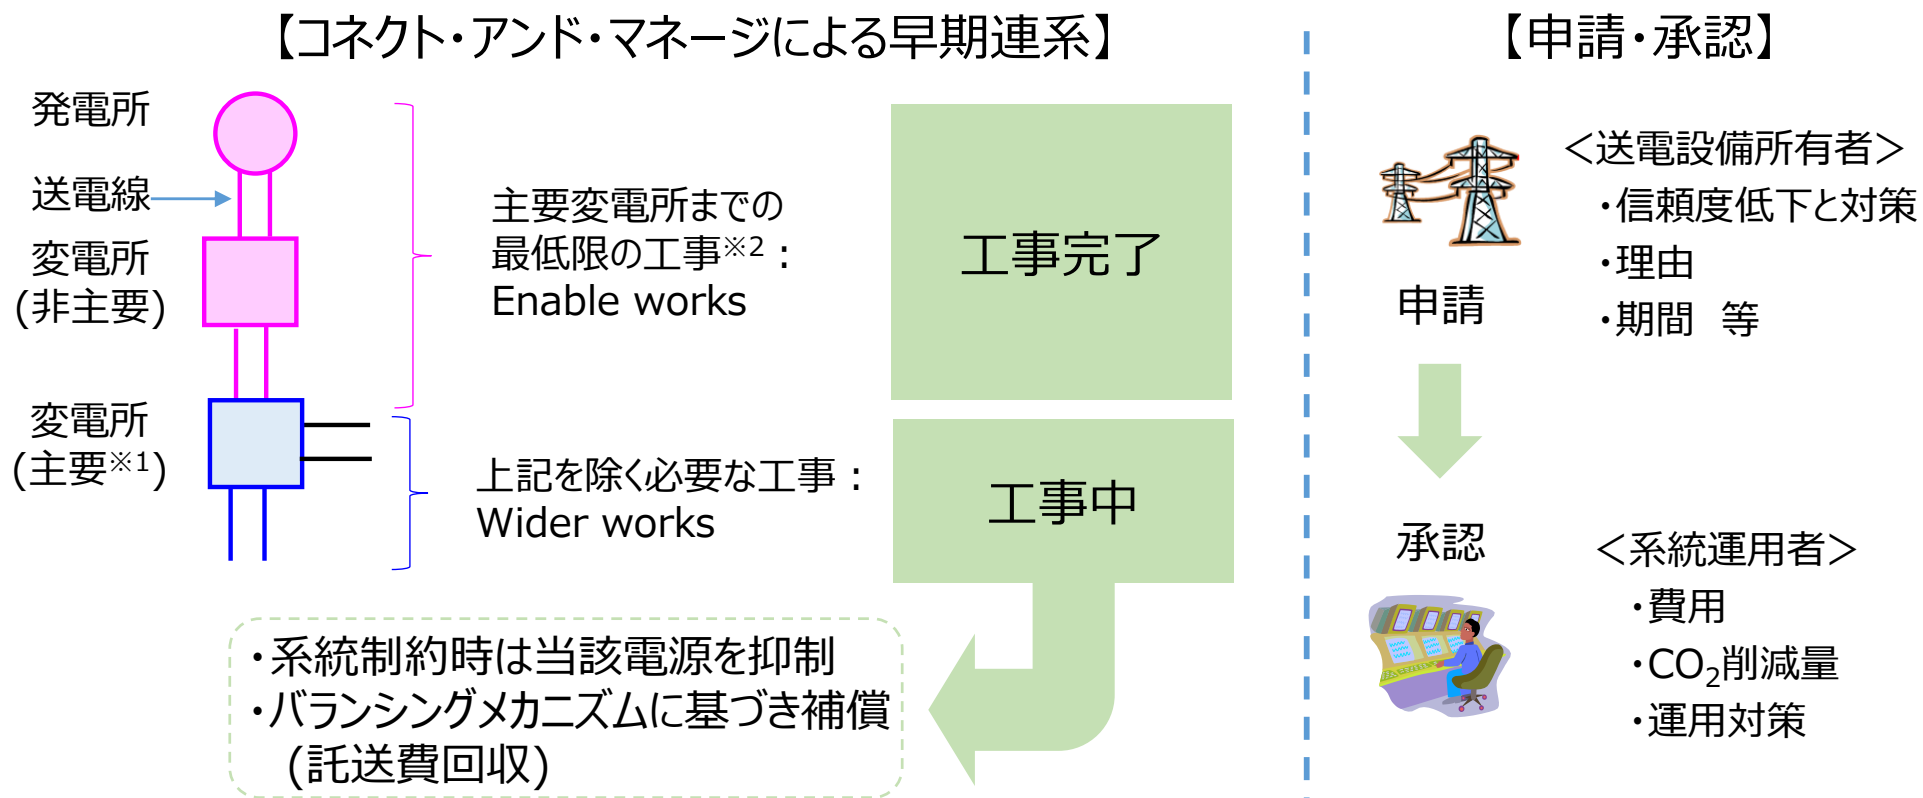 【コネクト・アンド・マネージによる早期連系】
発電所
送電線
変電所
(非主要)
変電所
(主要※1)
主要変電所までの
最低限の工事※2：
Enable works
上記を除く必要な工事：
Wider works
工事完了
工事中
・系統制約時は当該電源を抑制
・バランシングメカニズムに基づき補償
(託送費回収)
【申請・承認】
申請
＜送電設備所有者＞
・信頼度低下と対策
・理由
・期間　等
承認
＜系統運用者＞
・費用
・CO₂削減量
・運用対策